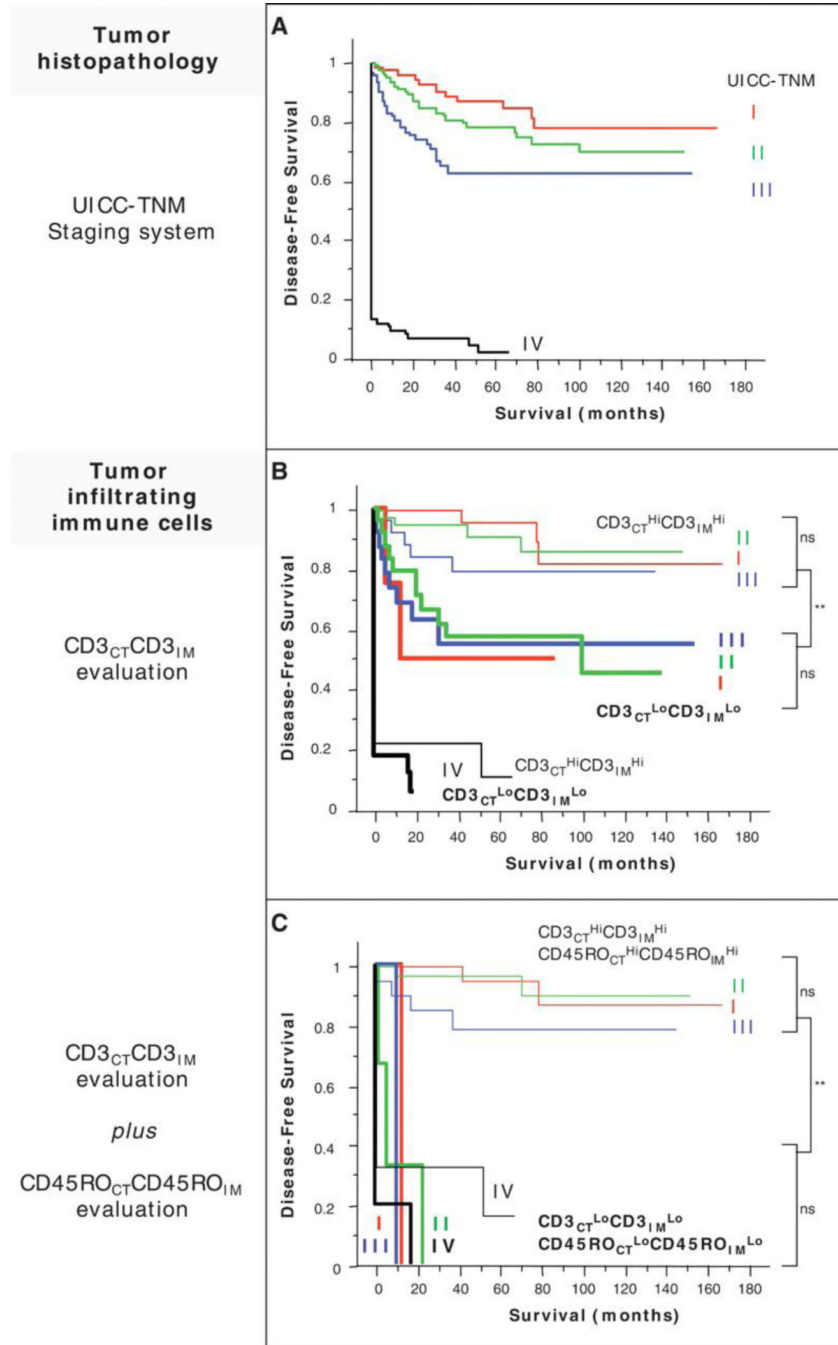 Tumor
histopathology
UICC-TNM
Staging system
A
Disease-Free Survival
1
0.8
0.6
0.4
0.2
0
0 20 40 60 80 100 120 140 160 180
Survival (months)
UICC-TNM
I
II
III
IV
Tumor
infiltrating
immune cells
CD3CTCD3IM
evaluation
B
Disease-Free Survival
1
0.8
0.6
0.4
0.2
0
0 20 40 60 80 100 120 140 160 180
Survival (months)
CD3CTHiCD3IMHi
II
I
III
ns
**
III
II
I
ns
CD3CTLoCD3IMLo
IV CD3CTHiCD3IMHi
CD3CTLoCD3IMLo
CD3CTCD3IM
evaluation
plus
CD45ROCTCD45ROIM
evaluation
C
Disease-Free Survival
1
0.8
0.6
0.4
0.2
0
0 20 40 60 80 100 120 140 160 180
Survival (months)
CD3CTHiCD3IMHi
CD45ROCTHiCD45ROIMHi
II
I
III
ns
**
ns
IV
CD3CTLoCD3IMLo
CD45ROCTLoCD45ROIMLo
I II
III IV